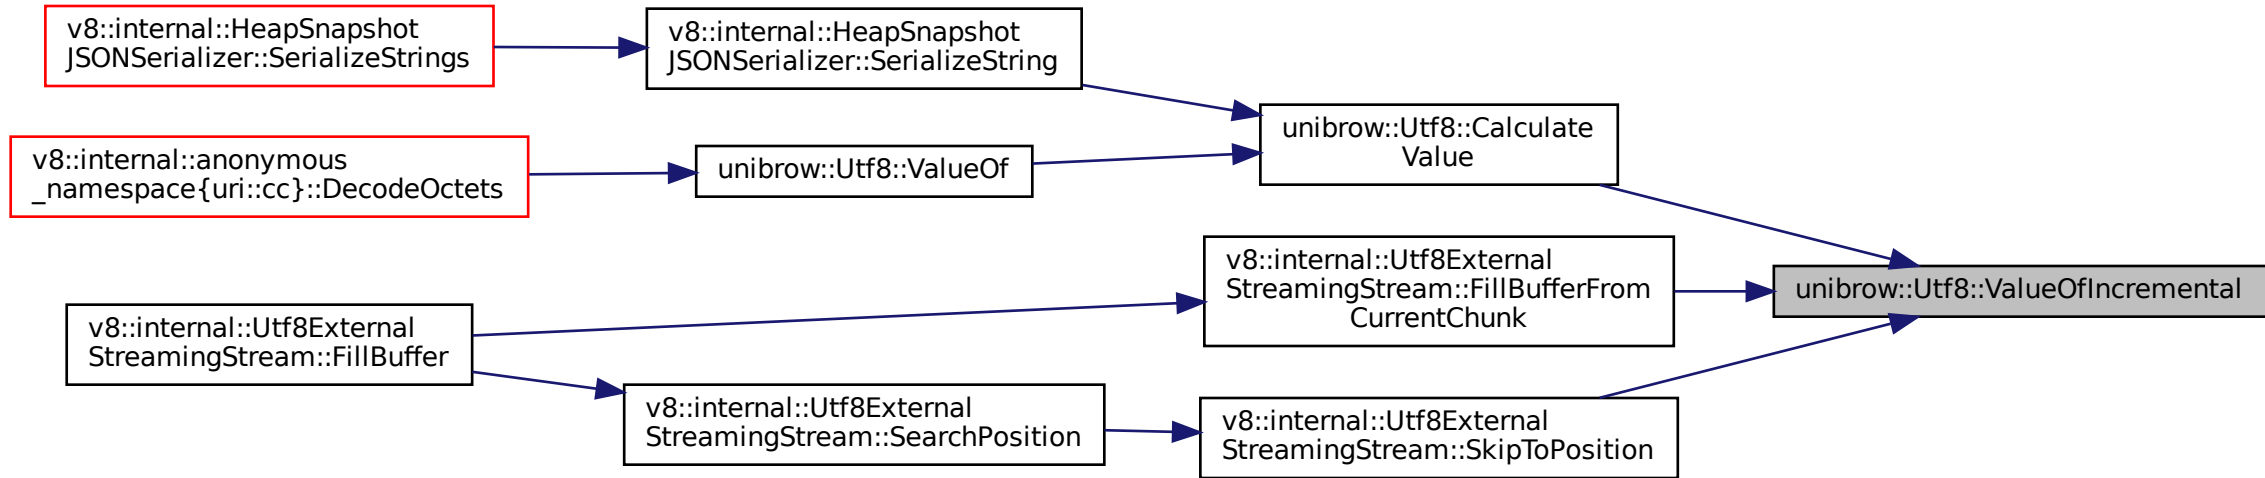 v8::internal::HeapSnapshot
JSONSerializer::SerializeStrings
v8::internal::HeapSnapshot
JSONSerializer::SerializeString
unibrow::Utf8::Calculate
Value
v8::internal::anonymous
_namespace{uri::cc}::DecodeOctets
unibrow::Utf8::ValueOf
v8::internal::Utf8External
StreamingStream::FillBufferFrom
CurrentChunk
unibrow::Utf8::ValueOfIncremental
v8::internal::Utf8External
StreamingStream::FillBuffer
v8::internal::Utf8External
StreamingStream::SearchPosition
v8::internal::Utf8External
StreamingStream::SkipToPosition